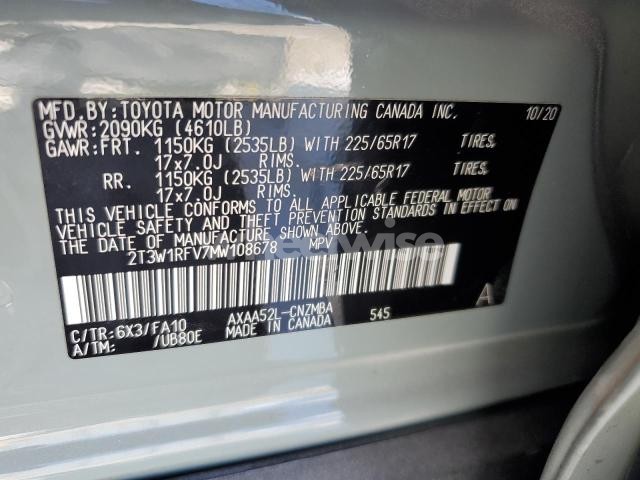 MFD.BY:TOYOTA MOTOR MANUFACTURING CANADA INC. 10/20
GVWR:2090KG (4610LB)
GAWR:FRT. 1150KG (2535LB) WITH 225/65R17 TIRES,
17x7.0J RIMS.
RR. 1150KG (2535LB) WITH 225/65R17 TIRES,
17x7.0J RIMS.
THIS VEHICLE CONFORMS TO ALL APPLICABLE FEDERAL MOTOR
VEHICLE SAFETY AND THEFT PREVENTION STANDARDS IN EFFECT ON
THE DATE OF MANUFACTURE SHOWN ABOVE.
2T3W1RFV7MW108678 MPV
A
C/TR:6X3/FA10 AXAA52L-CNZMBA 545
A/TM: /UB80E MADE IN CANADA